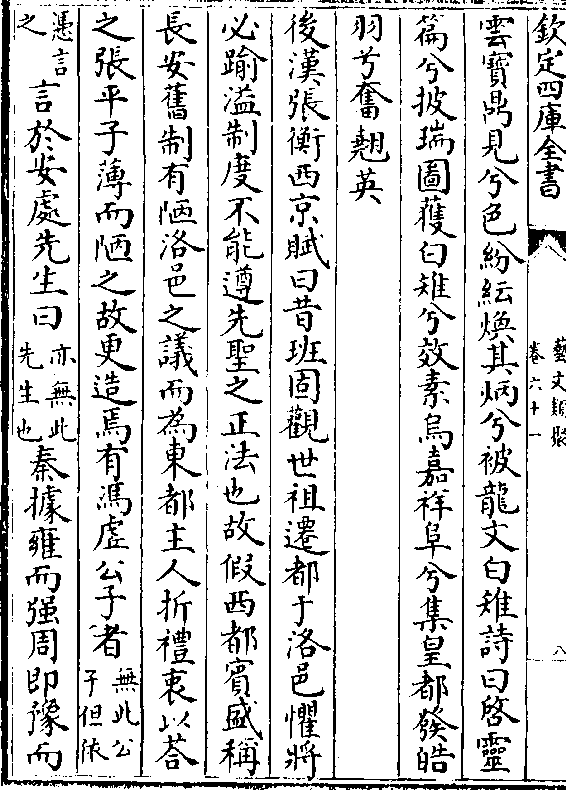 欽定四庫全書
藝文類聚
卷六十一
八
雲寶鼎見兮色紛紜煥其炳兮被龍文白雉詩曰啓靈
篇兮披瑞圖獲白雉兮效素烏嘉祥阜兮集皇都發皓
羽兮奮翹英
後漢張衡西京賦曰昔班固觀世祖遷都于洛邑懼將
必踰溢制度不能遵先聖之正法也故假西都賓盛稱
長安舊制有陋洛邑之議而為東都主人折禮衷以荅
之張平子薄而陋之故更造焉有馮虛公子者
無此公
子但依
之
憑言
言於安處先生曰
亦無此
先生也
秦據雍而强周即豫而